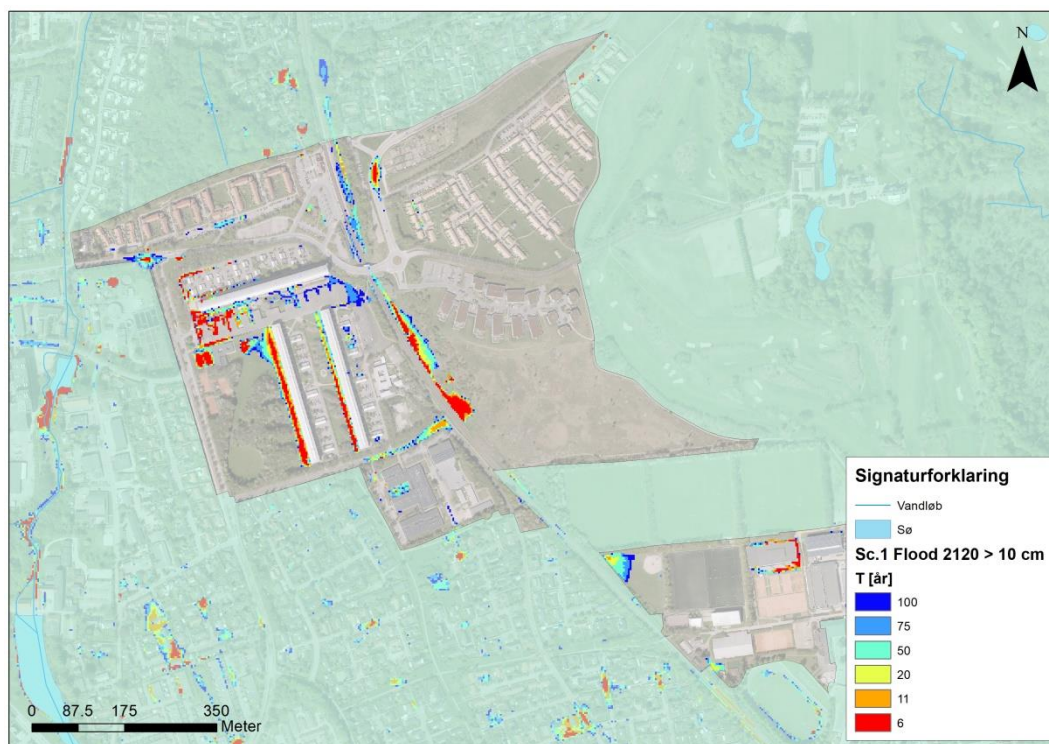 N
Signaturforklaring
Vandløb
Sø
Sc.1 Flood 2120 > 10 cm
T [år]
100
75
50
20
11
6
0 87.5 175 350
Meter